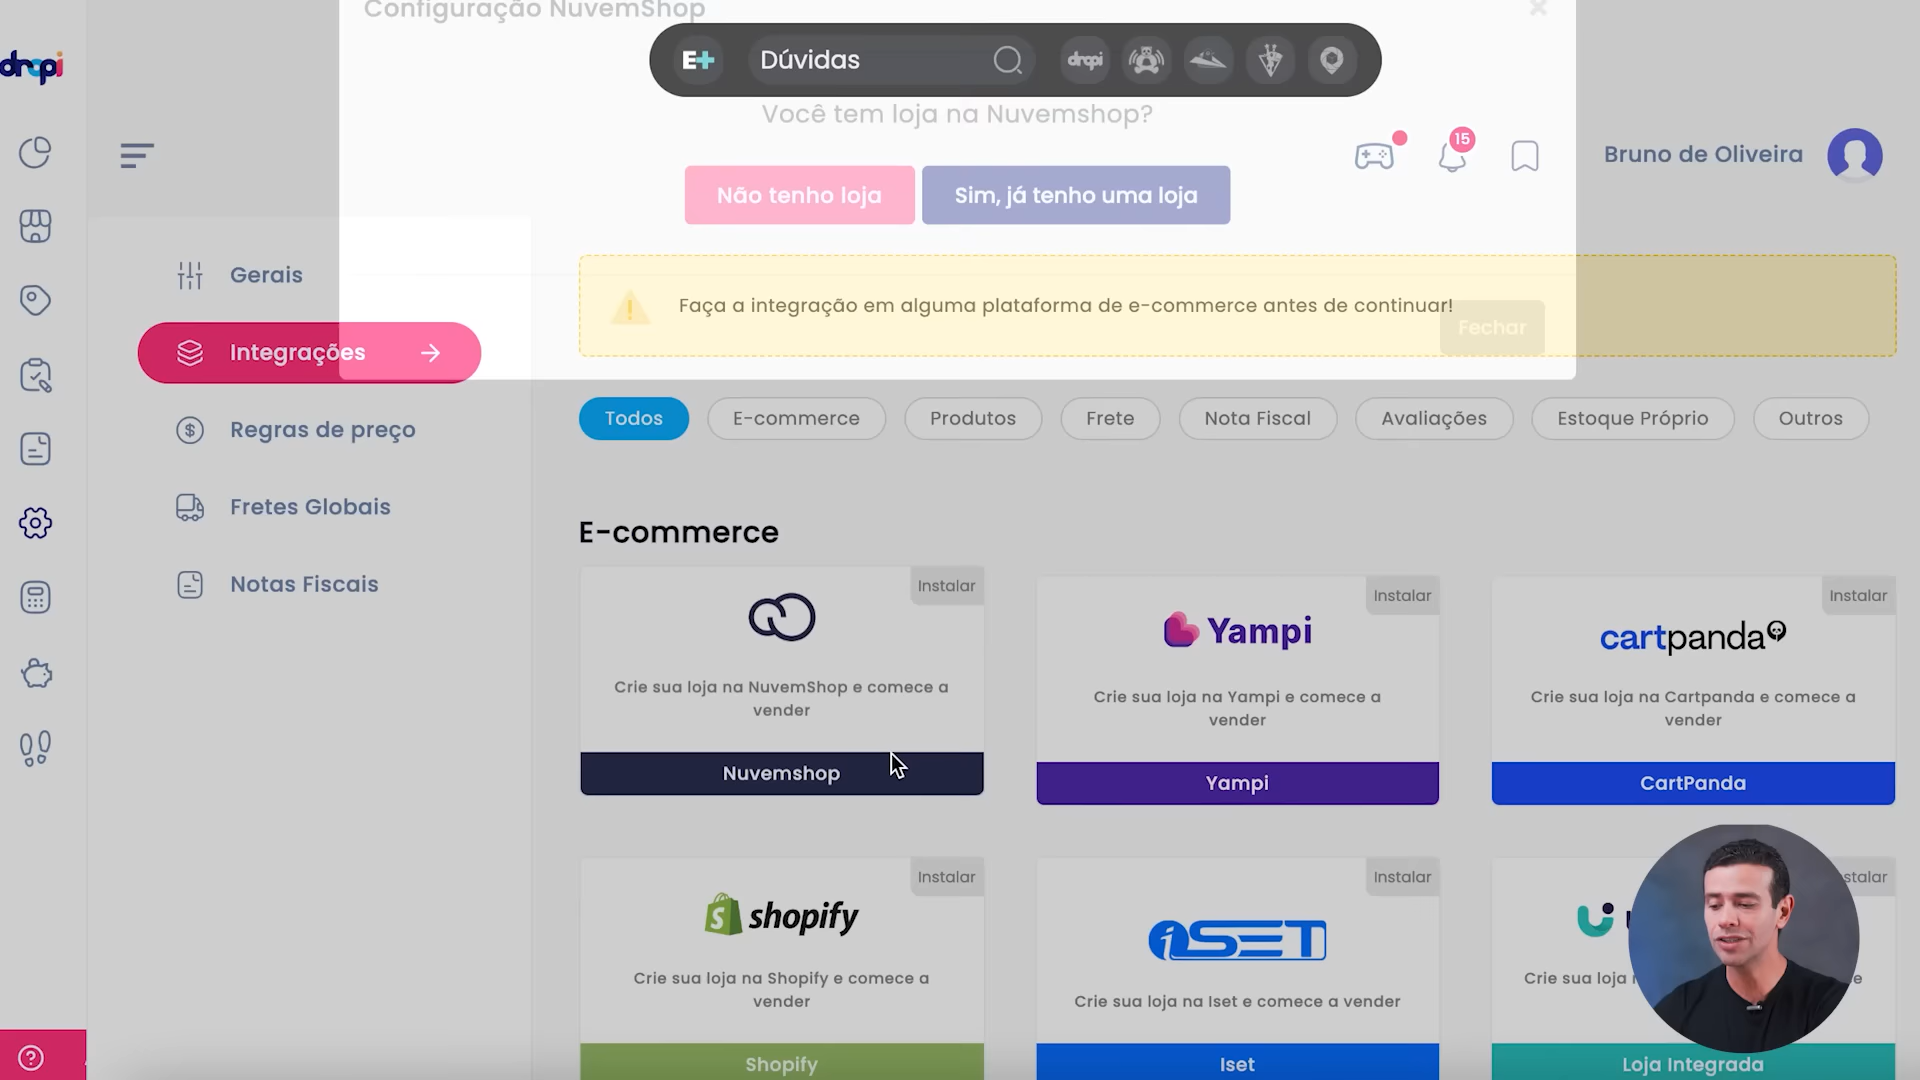 Configuração NuvemShop
×
E+
Dúvidas
dropi
dropi
Você tem loja na Nuvemshop?
15
Bruno de Oliveira
Não tenho loja
Sim, já tenho uma loja
Gerais
Faça a integração em alguma plataforma de e-commerce antes de continuar!
Fechar
Integrações
Todos
E-commerce
Produtos
Frete
Nota Fiscal
Avaliações
Estoque Próprio
Outros
Regras de preço
Fretes Globais
Notas Fiscais
E-commerce
Instalar
Crie sua loja na NuvemShop e comece a
vender
Nuvemshop
Instalar
Yampi
Crie sua loja na Yampi e comece a
vender
Yampi
Instalar
cartpanda
Crie sua loja na Cartpanda e comece a
vender
CartPanda
Instalar
shopify
Crie sua loja na Shopify e comece a
vender
Shopify
Instalar
iSET
Crie sua loja na Iset e comece a vender
Iset
stalar
Crie sua loja
e
Loja Integrada